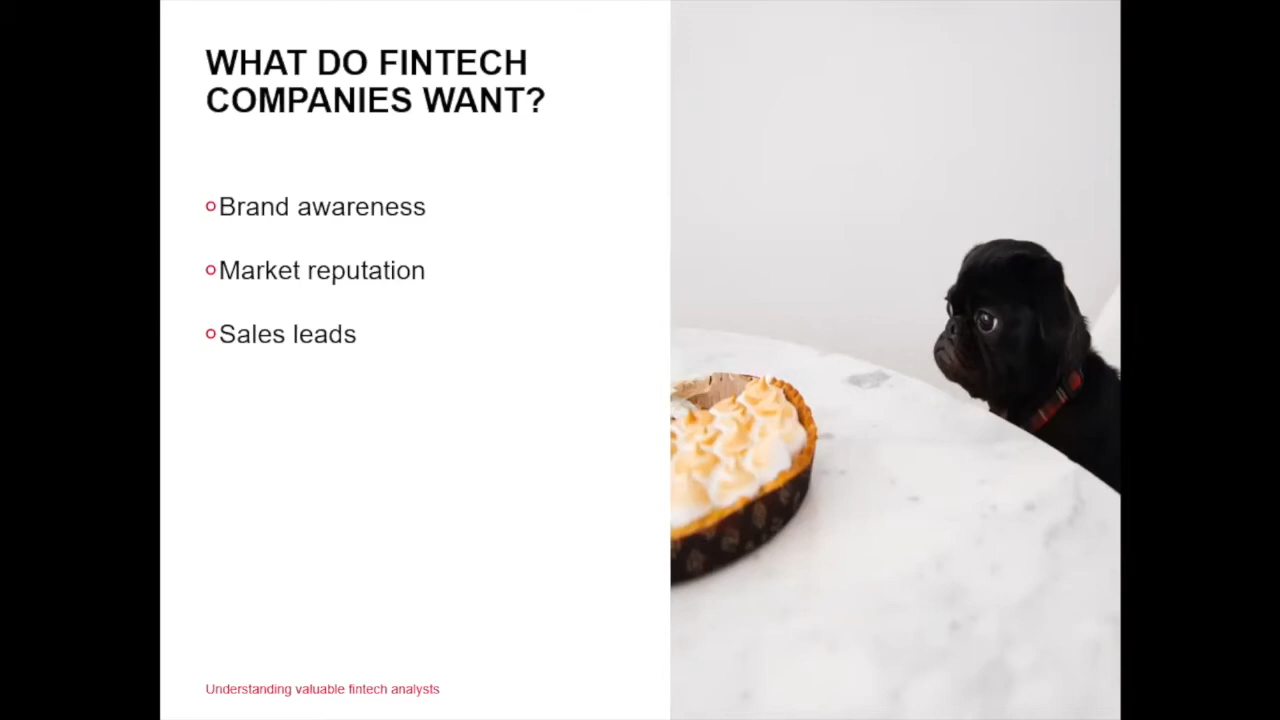 WHAT DO FINTECH
COMPANIES WANT?
Brand awareness
Market reputation
Sales leads
Understanding valuable fintech analysts